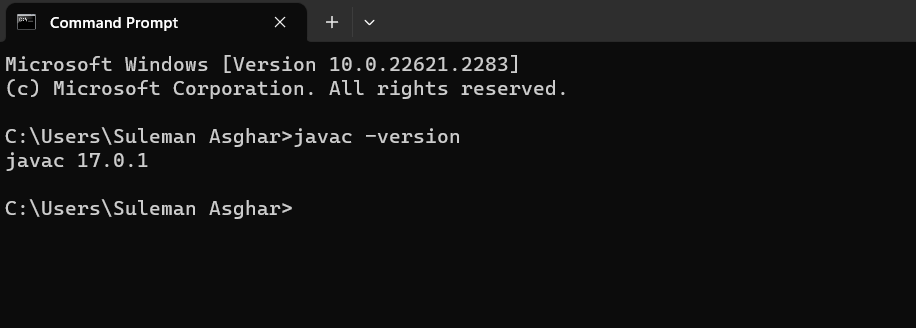 Command Prompt
Microsoft Windows [Version 10.0.22621.2283]
(c) Microsoft Corporation. All rights reserved.
C:\Users\Suleman Asghar>javac -version
javac 17.0.1
C:\Users\Suleman Asghar>